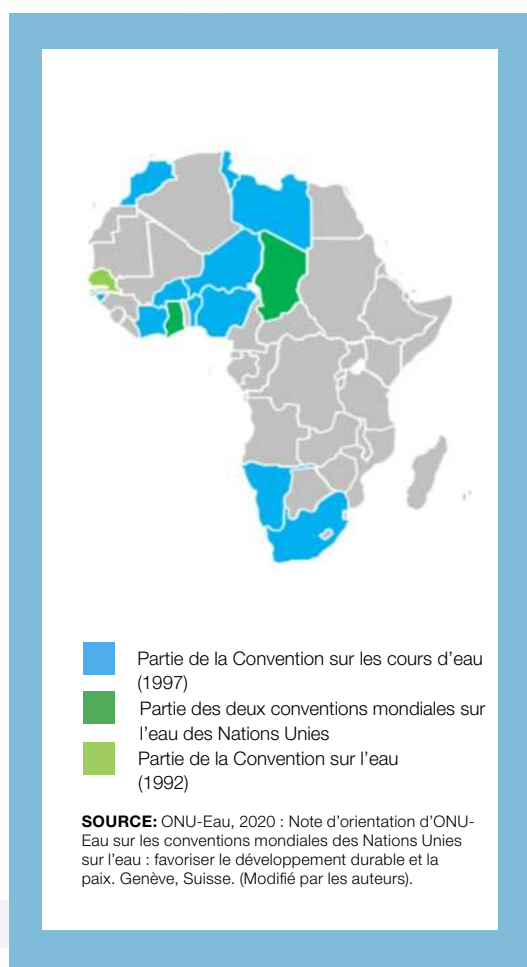 Partie de la Convention sur les cours d'eau
(1997)
Partie des deux conventions mondiales sur
l'eau des Nations Unies
Partie de la Convention sur l'eau
(1992)
SOURCE: ONU-Eau, 2020 : Note d'orientation d'ONU-
Eau sur les conventions mondiales des Nations Unies
sur l'eau : favoriser le développement durable et la
paix. Genève, Suisse. (Modifié par les auteurs).